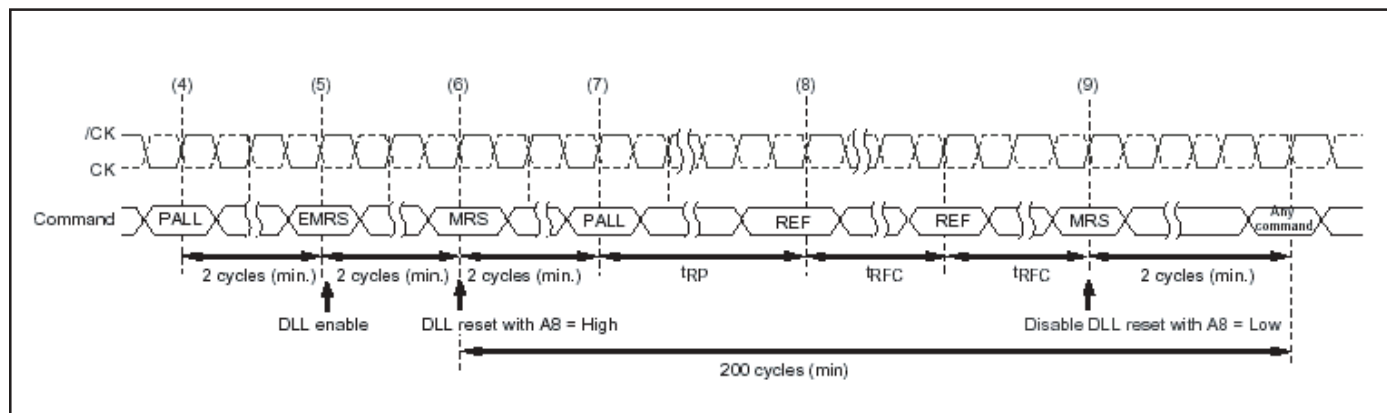 (4) (5) (6) (7) (8) (9)
/CK
CK
Command PALL EMRS MRS PALL REF REF MRS Any command
2 cycles (min.) 2 cycles (min.) 2 cycles (min.) tRP tRFC tRFC 2 cycles (min.)
DLL enable DLL reset with A8 = High Disable DLL reset with A8 = Low
200 cycles (min)